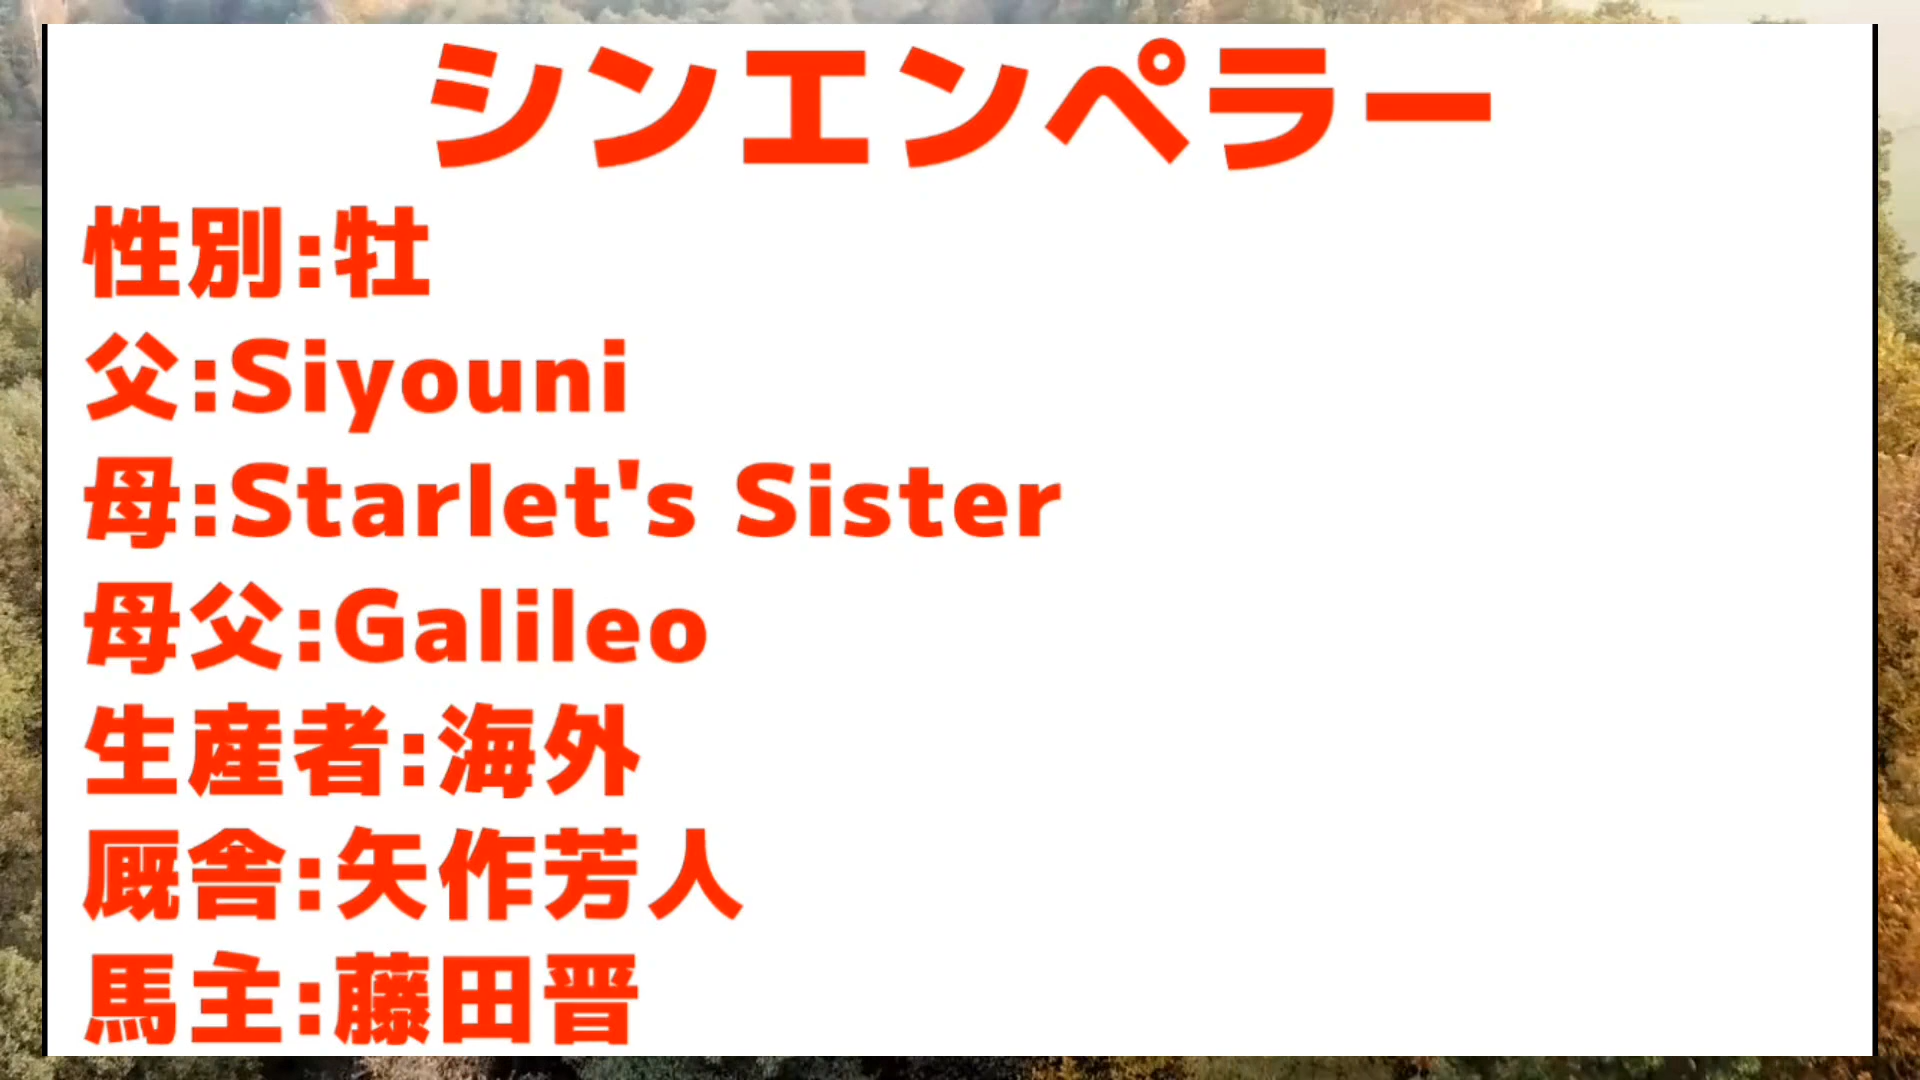 シンエンペラー
性別:牡
父:Siyouni
母:Starlet's Sister
母父:Galileo
生産者:海外
厩舎:矢作芳人
馬主:藤田晋